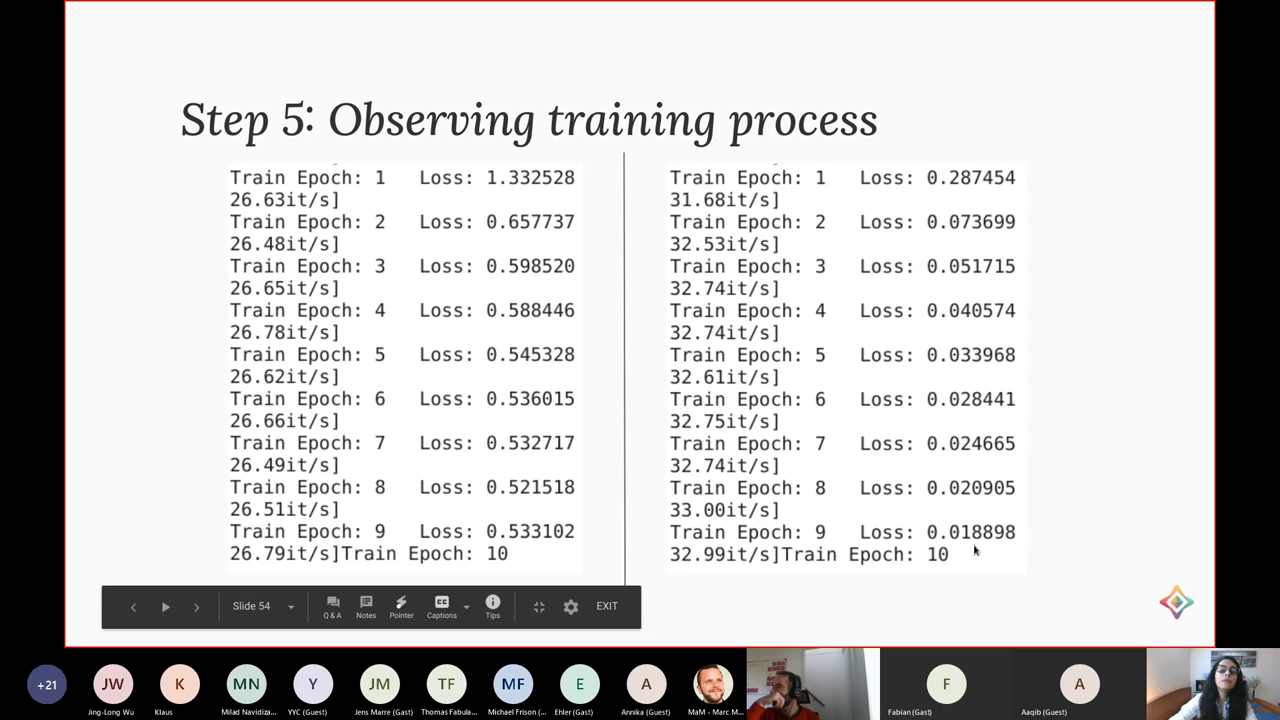 Step 5: Observing training process
Train Epoch: 1 Loss: 1.332528
26.63it/s]
Train Epoch: 2 Loss: 0.657737
26.48it/s]
Train Epoch: 3 Loss: 0.598520
26.65it/s]
Train Epoch: 4 Loss: 0.588446
26.78it/s]
Train Epoch: 5 Loss: 0.545328
26.62it/s]
Train Epoch: 6 Loss: 0.536015
26.66it/s]
Train Epoch: 7 Loss: 0.532717
26.49it/s]
Train Epoch: 8 Loss: 0.521518
26.51it/s]
Train Epoch: 9 Loss: 0.533102
26.79it/s]Train Epoch: 10
Train Epoch: 1 Loss: 0.287454
31.68it/s]
Train Epoch: 2 Loss: 0.073699
32.53it/s]
Train Epoch: 3 Loss: 0.051715
32.74it/s]
Train Epoch: 4 Loss: 0.040574
32.74it/s]
Train Epoch: 5 Loss: 0.033968
32.61it/s]
Train Epoch: 6 Loss: 0.028441
32.75it/s]
Train Epoch: 7 Loss: 0.024665
32.74it/s]
Train Epoch: 8 Loss: 0.020905
33.00it/s]
Train Epoch: 9 Loss: 0.018898
32.99it/s]Train Epoch: 10
Slide 54
Q & A
Notes
Pointer
Captions
Tips
EXIT
+21
JW
K
MN
Y
JM
TF
MF
E
A
F
A
Jing-Long Wu
Klaus
Milad Navidiza...
YYC (Guest)
Jens Marre (Gast)
Thomas Fabula...
Michael Frison (...
Ehler (Gast)
Annika (Guest)
MaM - Marc M...
Fabian (Gast)
Aaqib (Guest)